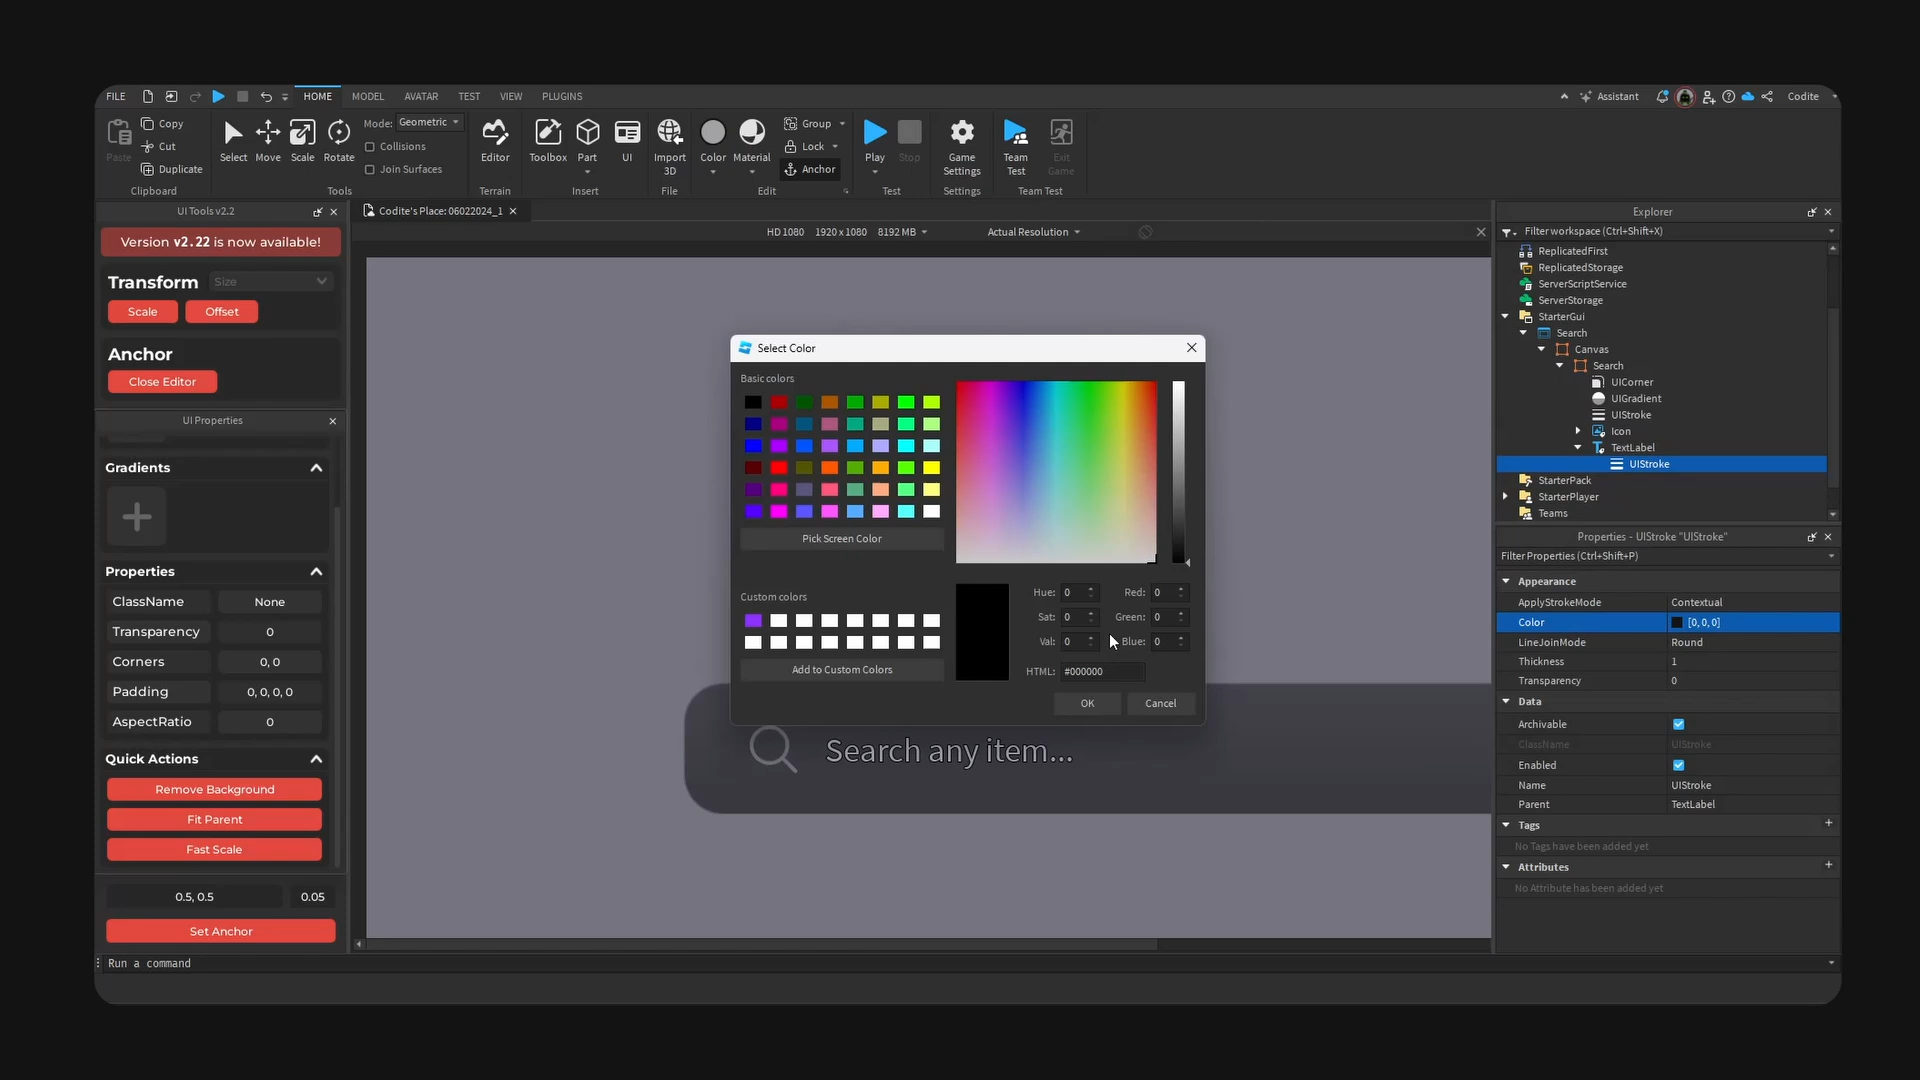 FILE
HOME
MODEL
AVATAR
TEST
VIEW
PLUGINS
Assistant
Codite
Paste
Copy
Cut
Duplicate
Clipboard
Select
Move
Scale
Rotate
Mode: Geometric
Collisions
Join Surfaces
Tools
Editor
Terrain
Toolbox
Part
UI
Insert
Import
3D
File
Color
Material
Group
Lock
Anchor
Edit
Play
Stop
Test
Game
Settings
Settings
Team
Test
Exit
Game
Team Test
UI Tools v2.2
Version v2.22 is now available!
Transform
Size
Scale
Offset
Anchor
Close Editor
UI Properties
Gradients
Properties
ClassName None
Transparency 0
Corners 0, 0
Padding 0, 0, 0, 0
AspectRatio 0
Quick Actions
Remove Background
Fit Parent
Fast Scale
0.5, 0.5 0.05
Set Anchor
Run a command
Codite's Place: 06022024_1
HD 1080 1920 x 1080 8192 MB
Actual Resolution
Select Color
Basic colors
Pick Screen Color
Custom colors
Add to Custom Colors
Hue: 0 Red: 0
Sat: 0 Green: 0
Val: 0 Blue: 0
HTML: #000000
OK
Cancel
Search any item...
Explorer
Filter workspace (Ctrl+Shift+X)
ReplicatedFirst
ReplicatedStorage
ServerScriptService
ServerStorage
StarterGui
Search
Canvas
Search
UICorner
UIGradient
UIStroke
Icon
TextLabel
UIStroke
StarterPack
StarterPlayer
Teams
Properties - UIStroke "UIStroke"
Filter Properties (Ctrl+Shift+P)
Appearance
ApplyStrokeMode Contextual
Color [0, 0, 0]
LineJoinMode Round
Thickness 1
Transparency 0
Data
Archivable
ClassName UIStroke
Enabled
Name UIStroke
Parent TextLabel
Tags
No Tags have been added yet
Attributes
No Attribute has been added yet